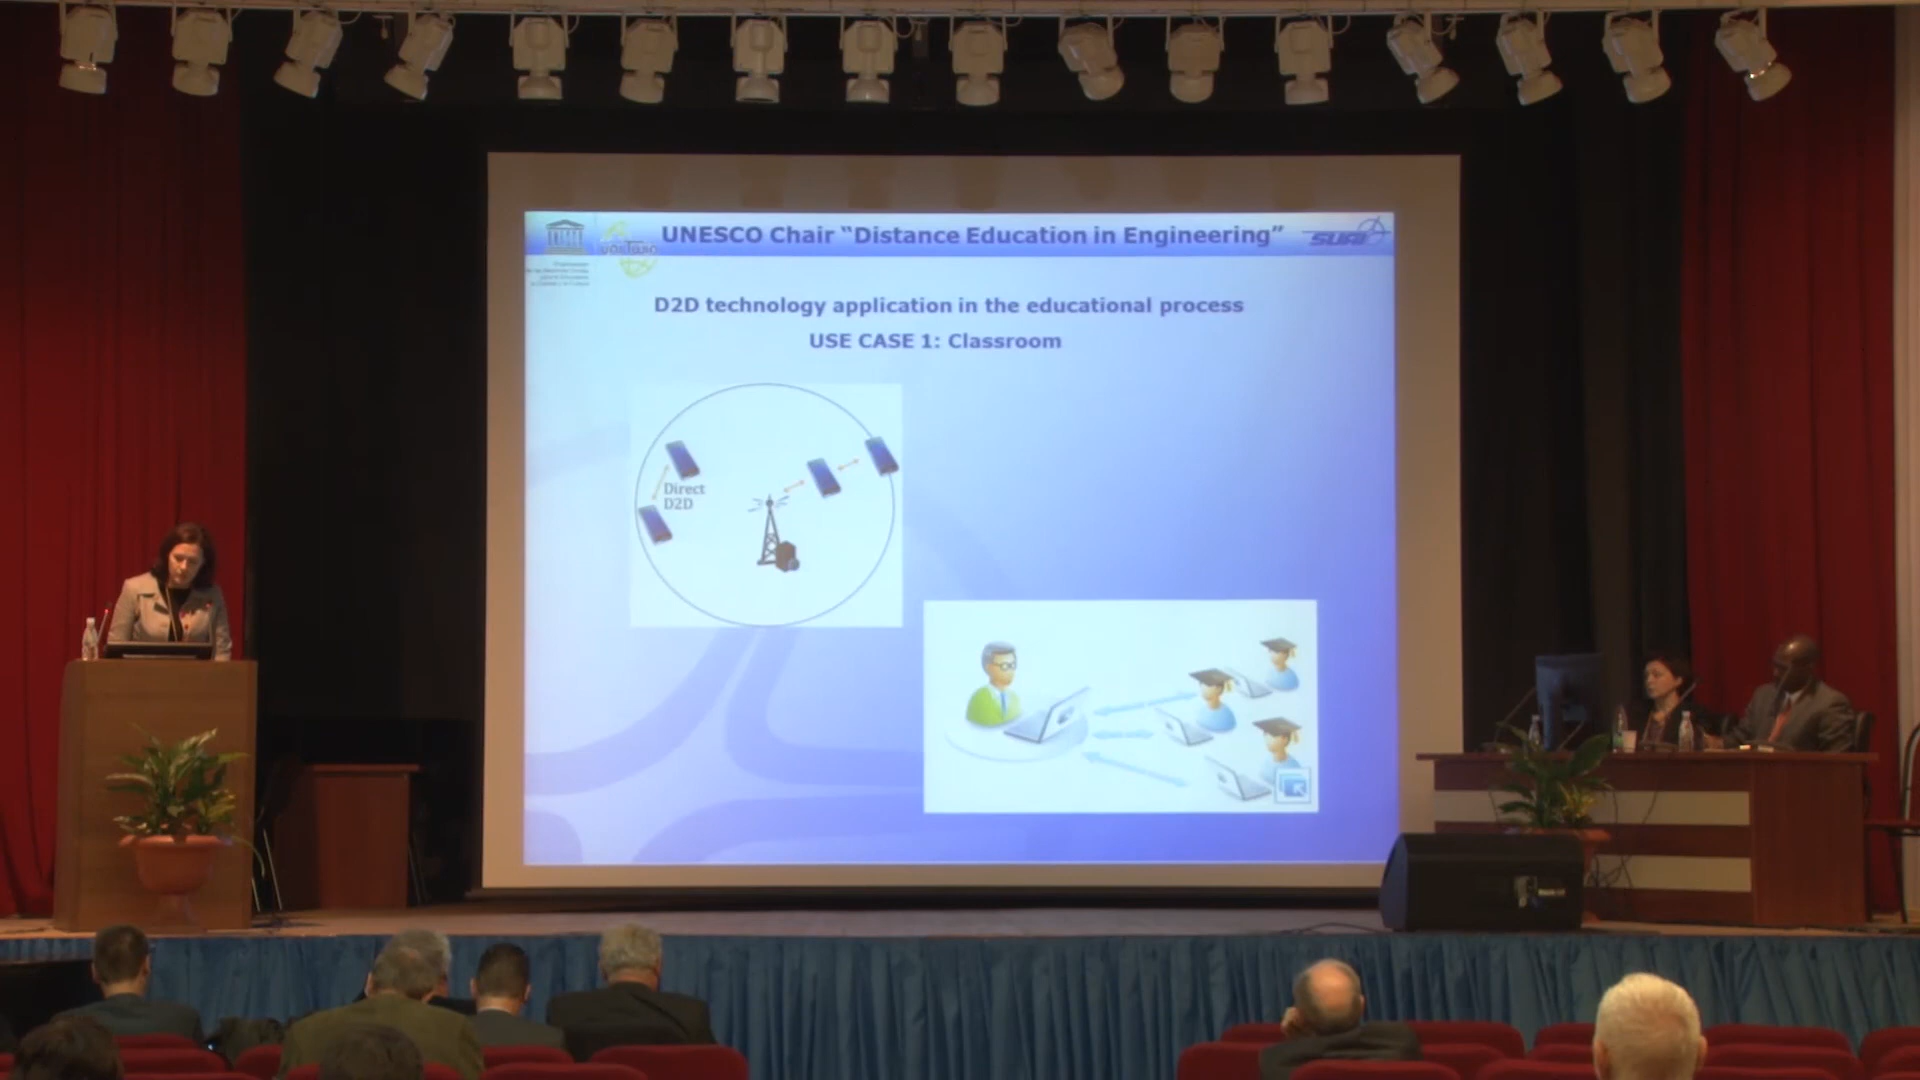 UNESCO Chair “Distance Education in Engineering”
D2D technology application in the educational process
USE CASE 1: Classroom
Direct
D2D